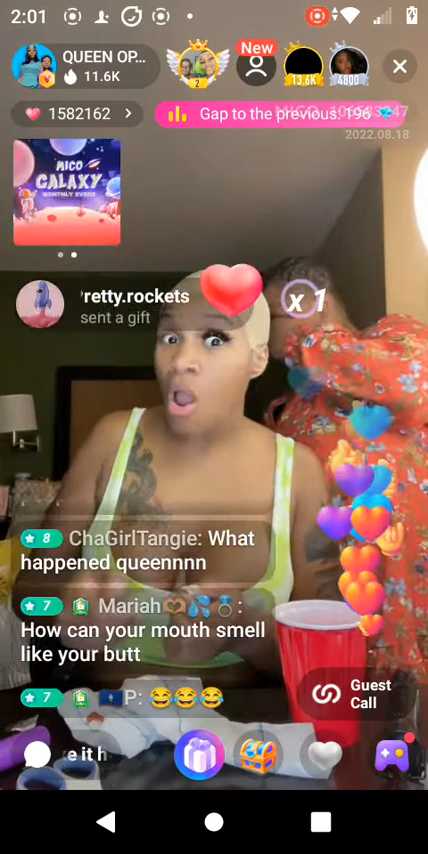 2:01
QUEEN OP...
11.6K
2
New
13.6K
4800
1582162
Gap to the previous: 196
2022.08.18
MICO
GALAXY
MONTHLY EVENT
retty.rockets
sent a gift
x 1
8 ChaGirlTangie: What
happened queennnn
7 Mariah:
How can your mouth smell
like your butt
7 P: 😂😂😂
Guest
Call
e it h